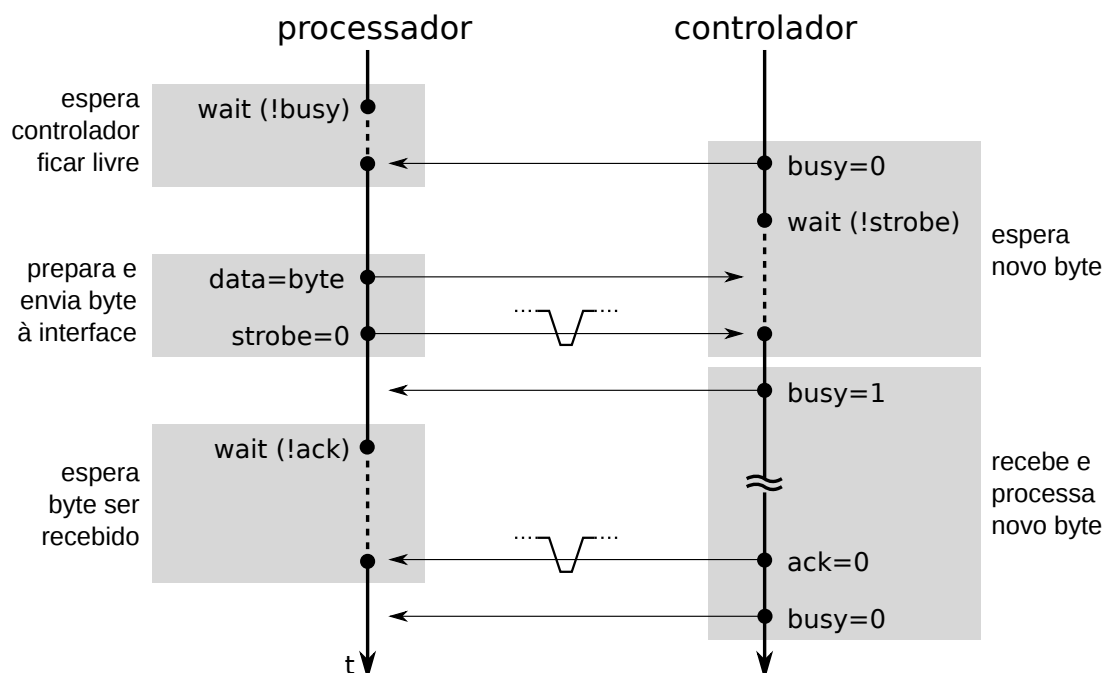 processador
controlador
espera
controlador
ficar livre
wait (!busy)
busy=0
wait (!strobe)
espera
novo byte
prepara e
envia byte
à interface
data=byte
strobe=0
busy=1
wait (!ack)
espera
byte ser
recebido
recebe e
processa
novo byte
ack=0
busy=0
t